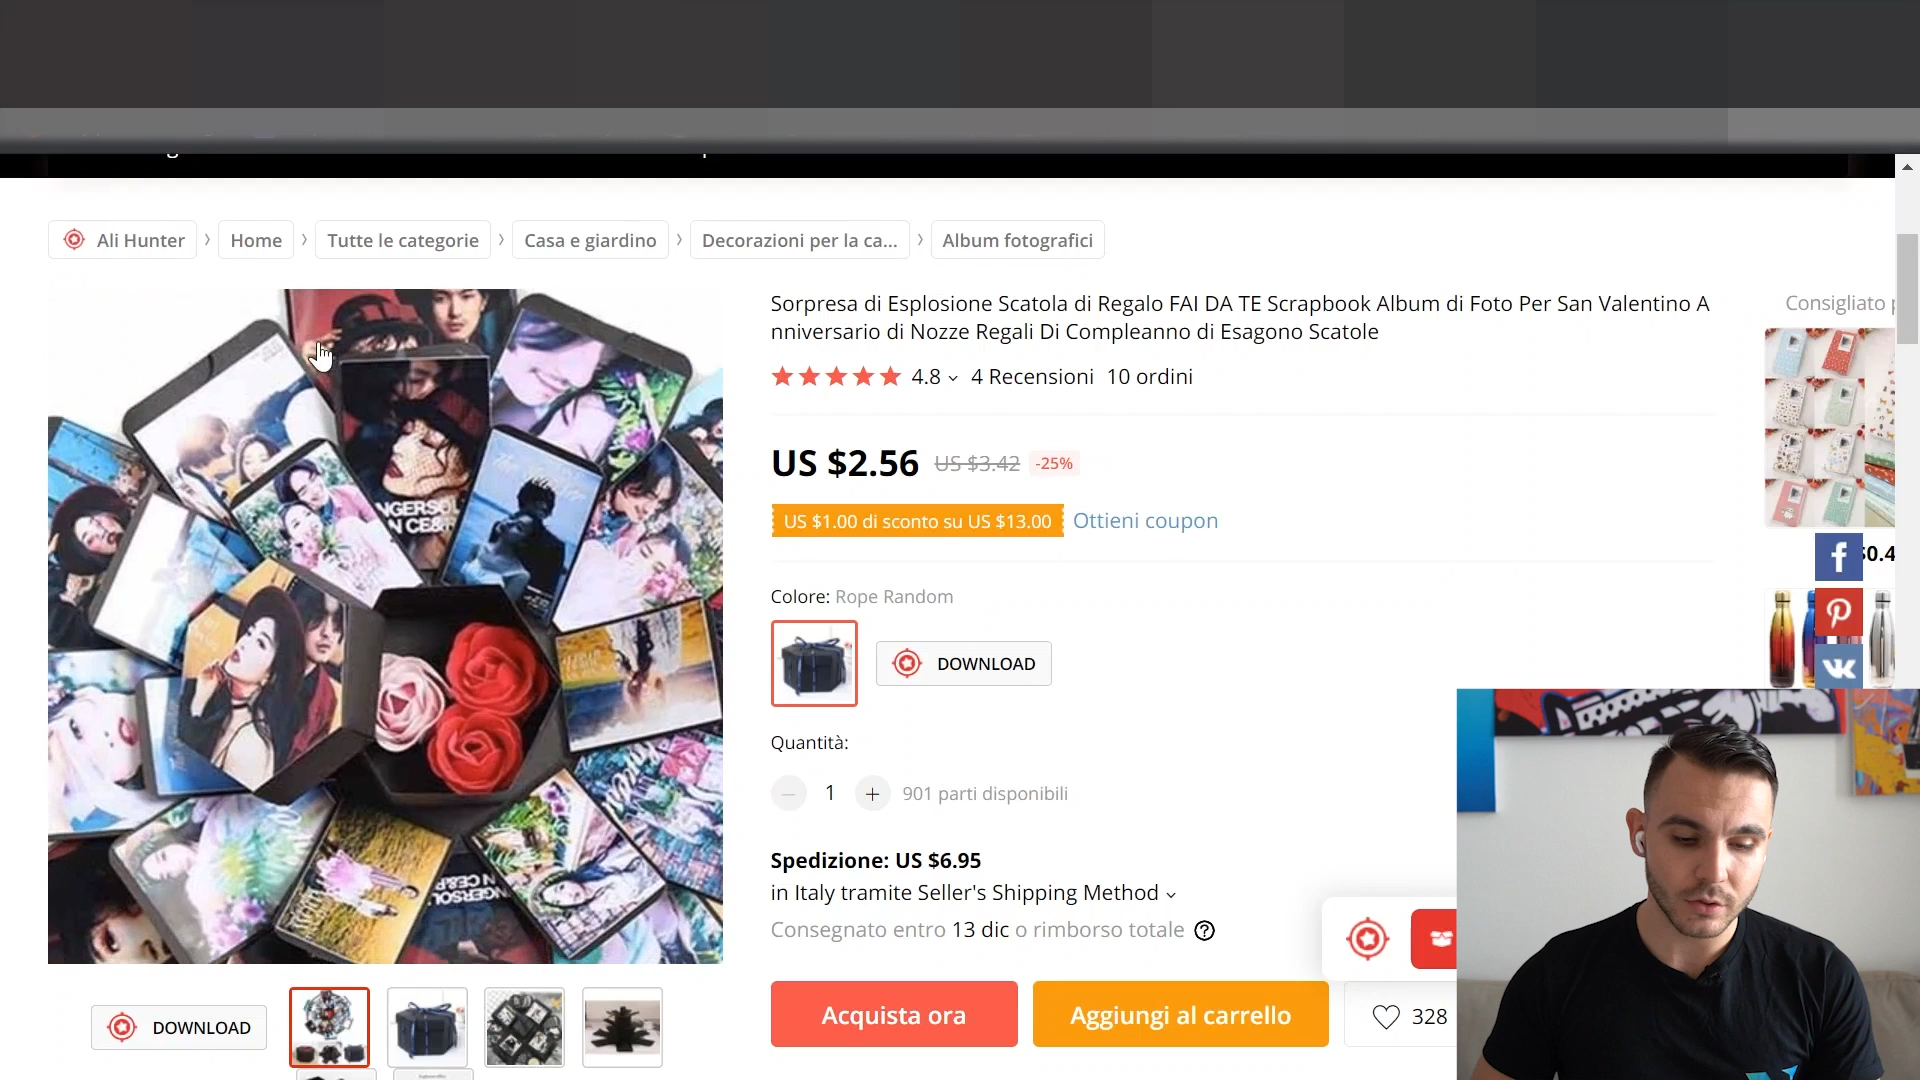 Ali Hunter
Home
Tutte le categorie
Casa e giardino
Decorazioni per la ca...
Album fotografici
Sorpresa di Esplosione Scatola di Regalo FAI DA TE Scrapbook Album di Foto Per San Valentino A
nniversario di Nozze Regali Di Compleanno di Esagono Scatole
4.8
4 Recensioni
10 ordini
US $2.56
US $3.42
-25%
US $1.00 di sconto su US $13.00
Ottieni coupon
Colore: Rope Random
DOWNLOAD
Quantità:
1
901 parti disponibili
Spedizione: US $6.95
in Italy tramite Seller's Shipping Method
Consegnato entro 13 dic o rimborso totale
Acquista ora
Aggiungi al carrello
328
DOWNLOAD
Consigliato